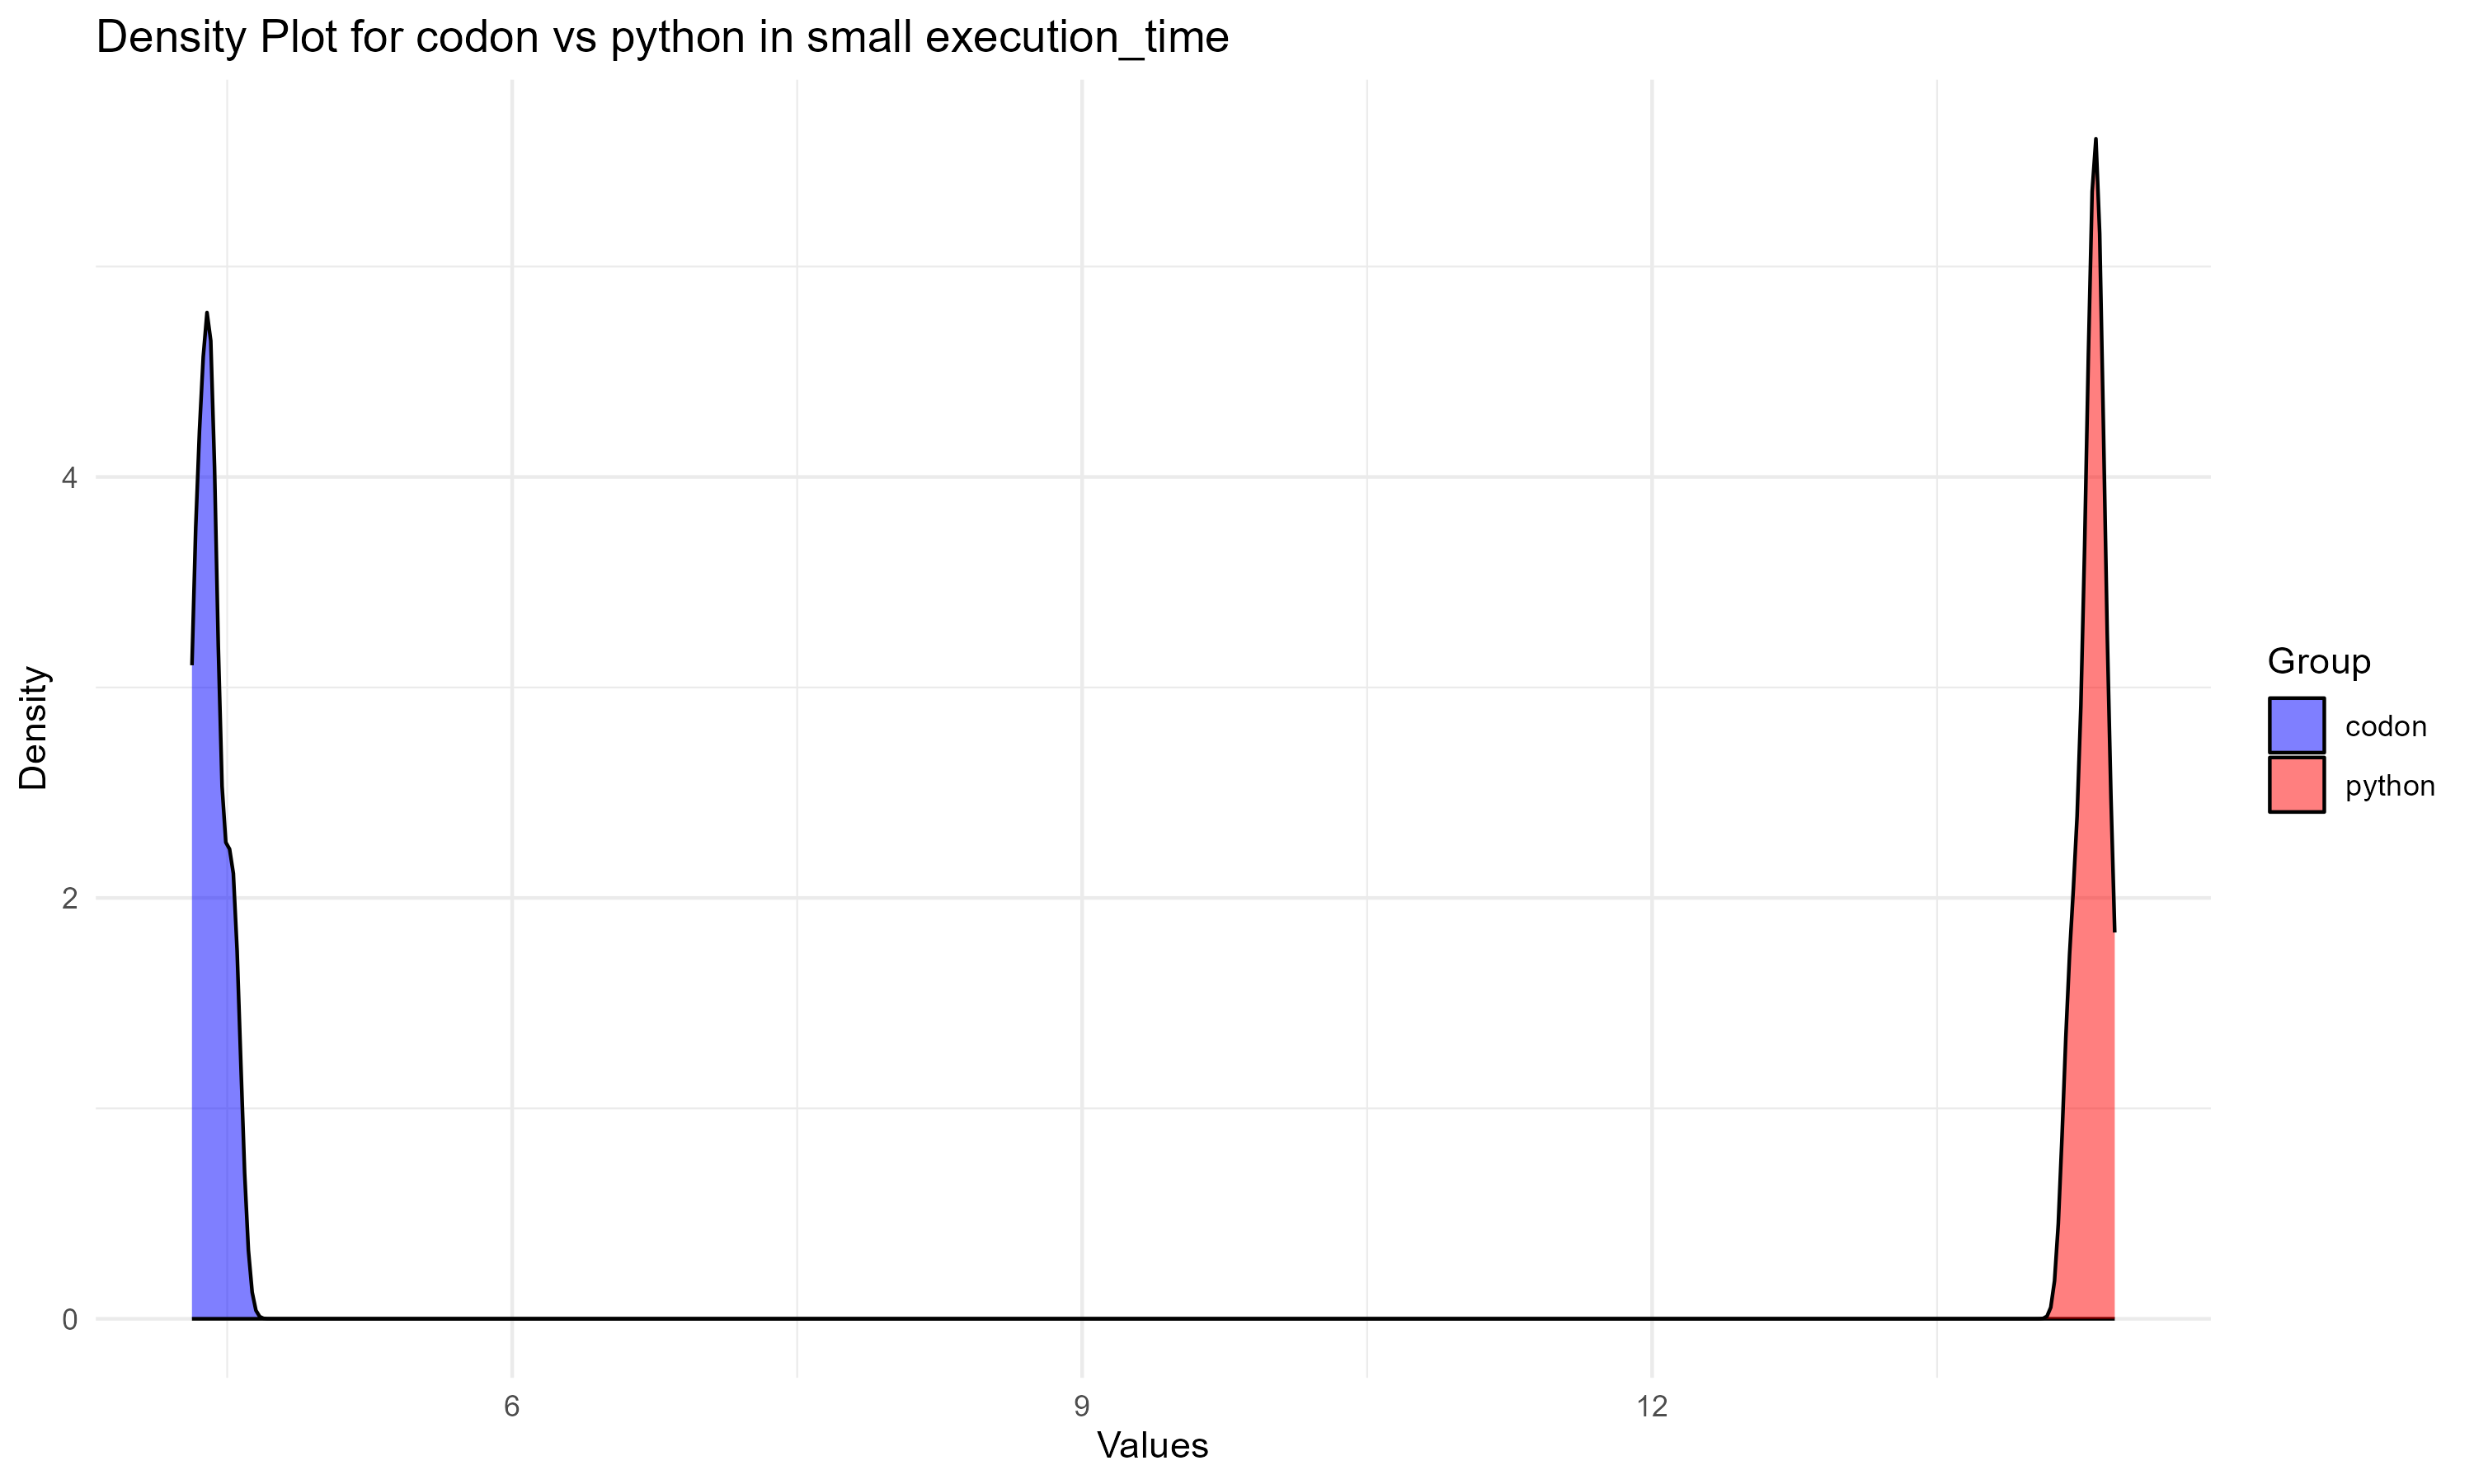 Density Plot for codon vs python in small execution_time
Density
4
2
0
6 9 12
Values
Group
codon
python